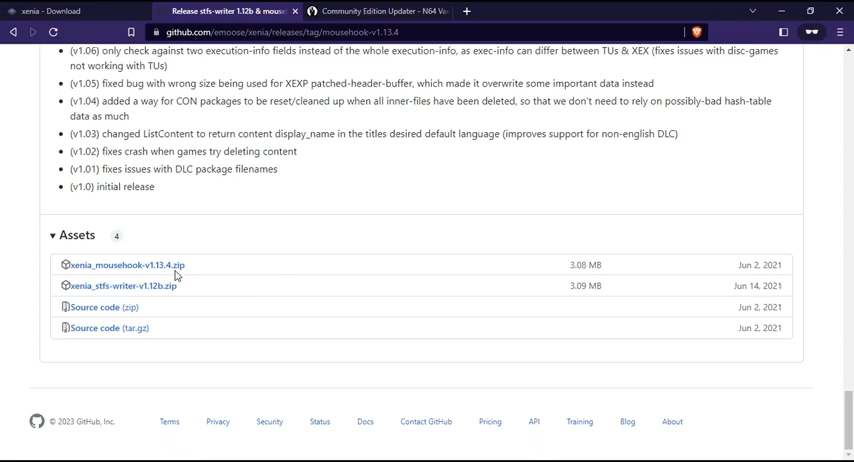 xenia - Download
Release stfs-writer 1.12b & mouse
Community Edition Updater - N64 Va
github.com/emoose/xenia/releases/tag/mousehook-v1.13.4
(v1.06) only check against two execution-info fields instead of the whole execution-info, as exec-info can differ between TUs & XEX (fixes issues with disc-games
not working with TUs)
(v1.05) fixed bug with wrong size being used for XEXP patched-header-buffer, which made it overwrite some important data instead
(v1.04) added a way for CON packages to be reset/cleaned up when all inner-files have been deleted, so that we don't need to rely on possibly-bad hash-table
data as much
(v1.03) changed ListContent to return content display_name in the titles desired default language (improves support for non-english DLC)
(v1.02) fixes crash when games try deleting content
(v1.01) fixes issues with DLC package filenames
(v1.0) initial release
Assets 4
xenia_mousehook-v1.13.4.zip 3.08 MB Jun 2, 2021
xenia_stfs-writer-v1.12b.zip 3.09 MB Jun 14, 2021
Source code (zip) Jun 2, 2021
Source code (tar.gz) Jun 2, 2021
© 2023 GitHub, Inc. Terms Privacy Security Status Docs Contact GitHub Pricing API Training Blog About